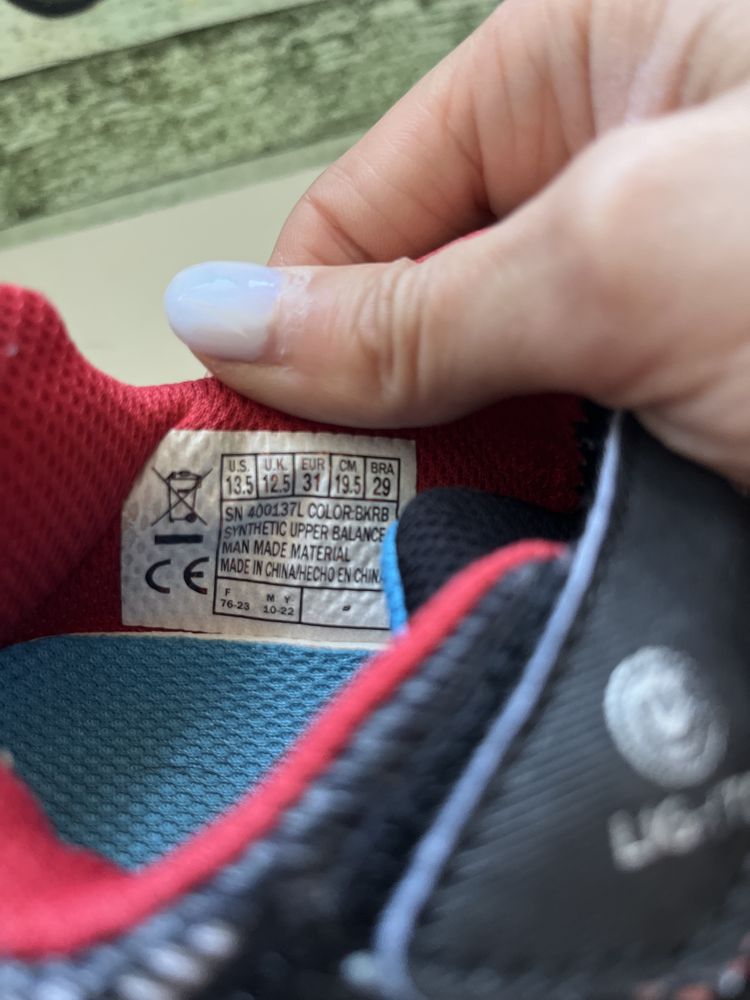 U.S. U.K. EUR CM BRA
13.5 12.5 31 19.5 29
SN 400137L COLOR:BKRB
SYNTHETIC UPPER BALANCE
MAN MADE MATERIAL
MADE IN CHINA/HECHO EN CHINA
CE
F M Y
76-23 10-22